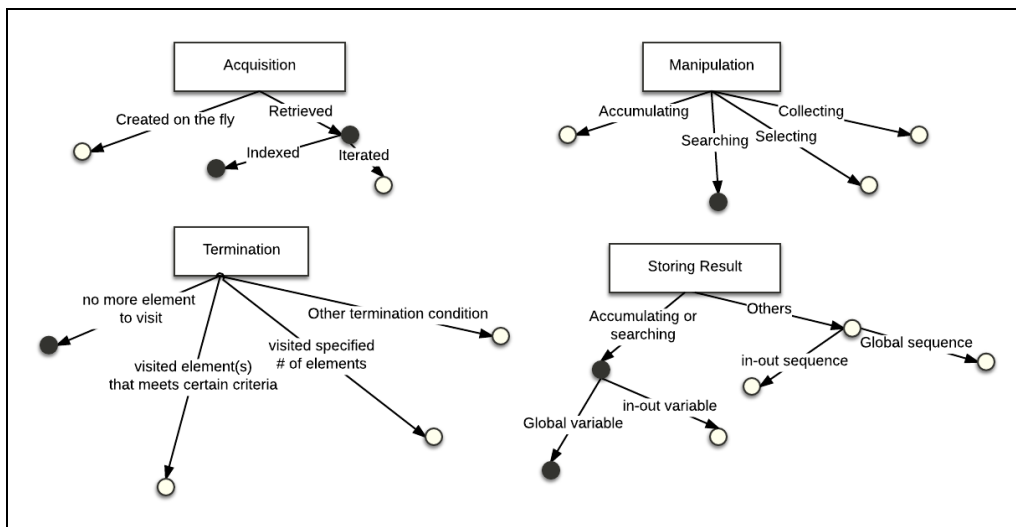 Acquisition
Created on the fly
Retrieved
Indexed
Iterated
Manipulation
Accumulating
Searching
Selecting
Collecting
Termination
no more element
to visit
visited element(s)
that meets certain criteria
visited specified
# of elements
Other termination condition
Storing Result
Accumulating or
searching
Others
Global variable
in-out variable
in-out sequence
Global sequence